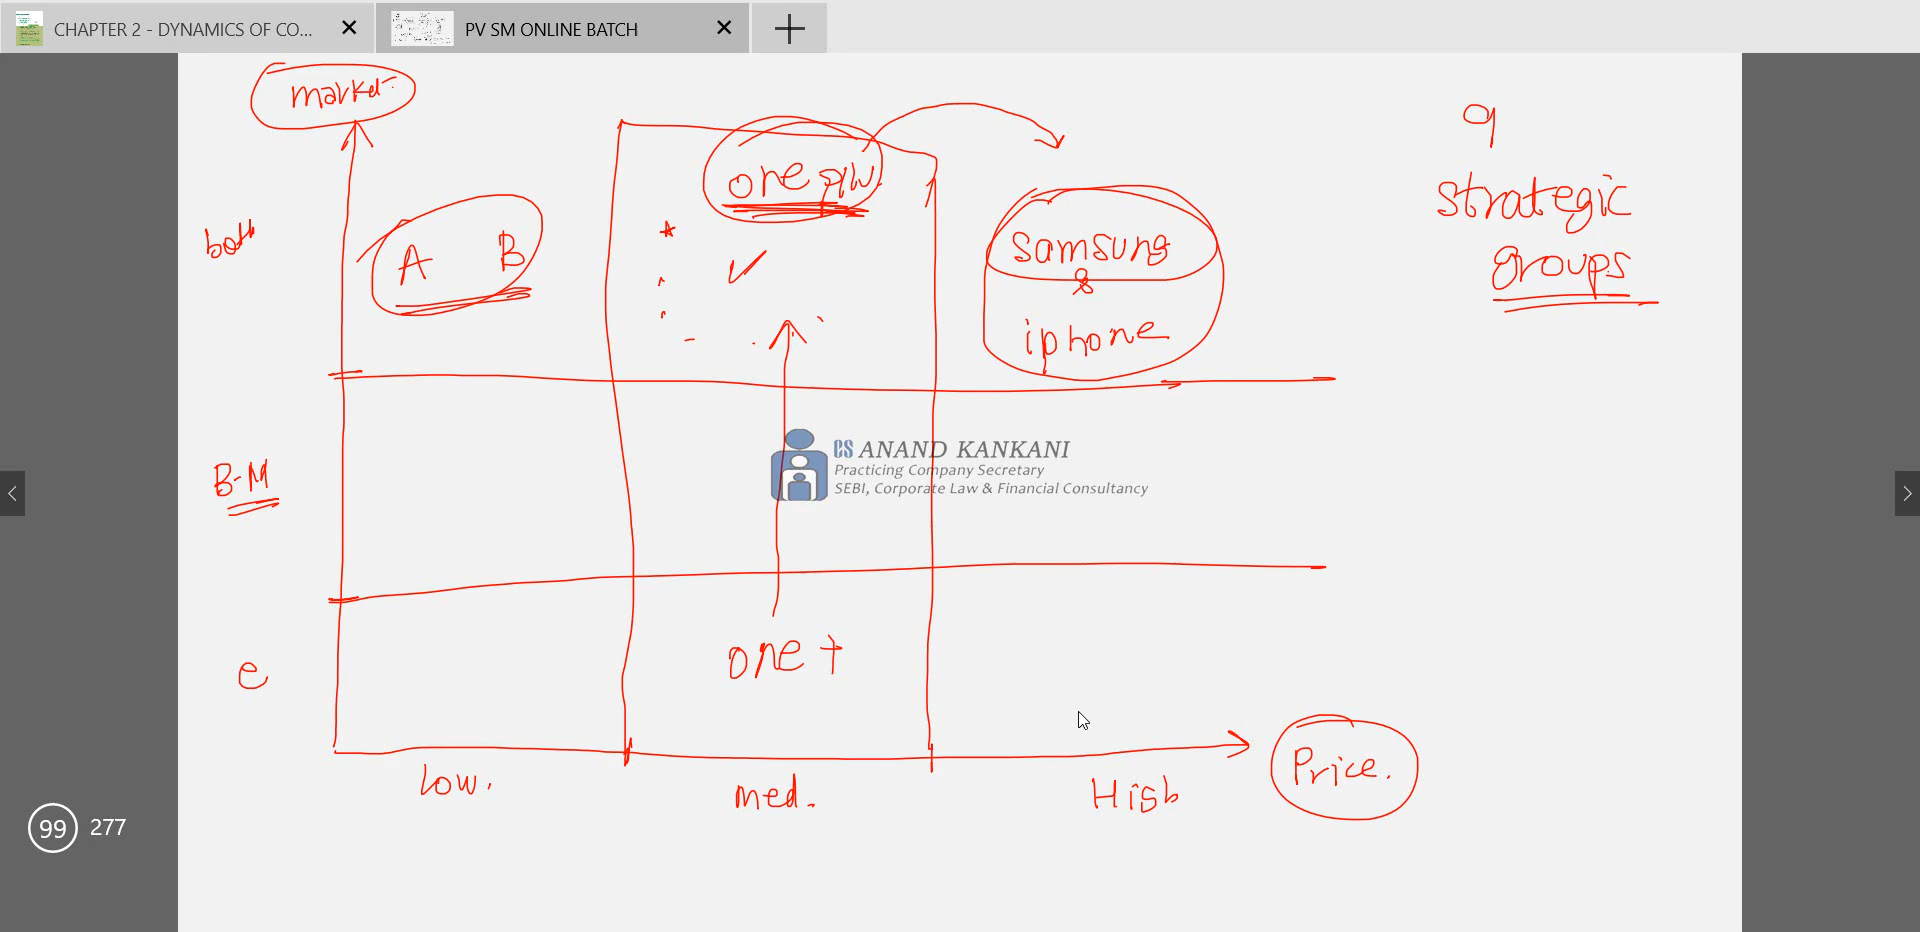 CHAPTER 2 - DYNAMICS OF CO...
PV SM ONLINE BATCH
market
9
strategic
groups
both
A B
one plus
samsung
&
iphone
B-M
CS ANAND KANKANI
Practicing Company Secretary
SEBI, Corporate Law & Financial Consultancy
e
one +
Low.
med.
High
Price.
99 277